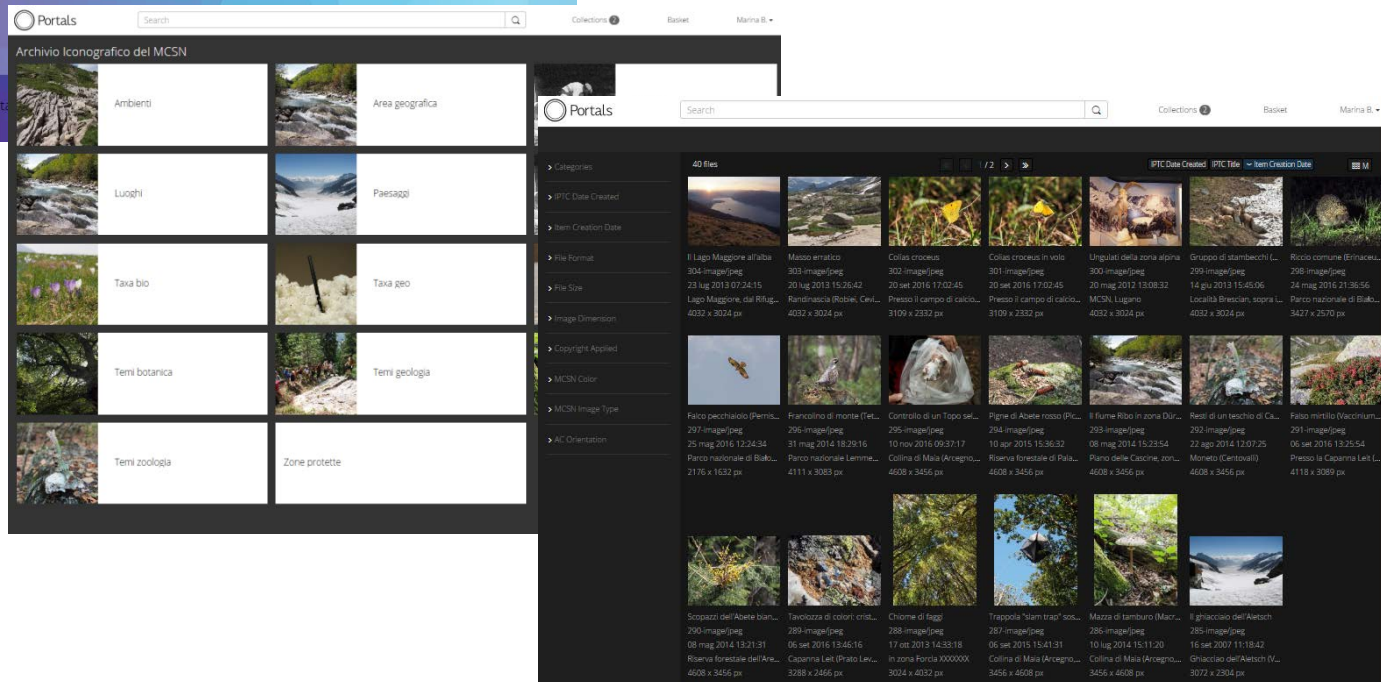 Portals
Search
Collections 2
Basket
Marina B.
Archivio Iconografico del MCSN
Ambienti
Area geografica
Luoghi
Paesaggi
Taxa bio
Taxa geo
Temi botanica
Temi geologia
Temi zoologia
Zone protette
Portals
Search
Collections 2
Basket
Marina B.
> Categories
> IPTC Date Created
> Item Creation Date
> File Format
> File Size
> Image Dimension
> Copyright Applied
> MCSN Color
> MCSN Image Type
> AC Orientation
40 files
1 / 2
IPTC Date Created IPTC Title Item Creation Date
M
Il Lago Maggiore all'alba
304-image/jpeg
23 lug 2013 07:24:15
Lago Maggiore, dal Rifug...
4032 x 3024 px
Masso erratico
303-image/jpeg
20 lug 2013 15:26:42
Randinascia (Robiei, Cevi...
4032 x 3024 px
Colias croceus
302-image/jpeg
20 set 2016 17:02:45
Presso il campo di calcio...
3109 x 2332 px
Colias croceus in volo
301-image/jpeg
20 set 2016 17:02:45
Presso il campo di calcio...
3109 x 2332 px
Ungulati della zona alpina
300-image/jpeg
20 mag 2012 13:08:32
MCSN, Lugano
4032 x 3024 px
Gruppo di stambecchi (...
299-image/jpeg
14 giu 2013 15:45:06
Località Brescian, sopra i...
4032 x 3024 px
Riccio comune (Erinaceu...
298-image/jpeg
24 mag 2016 21:36:56
Parco nazionale di Biało...
3427 x 2570 px
Falco pecchiaiolo (Pernis...
297-image/jpeg
25 mag 2016 12:24:34
Parco nazionale di Biało...
2176 x 1632 px
Francolino di monte (Tet...
296-image/jpeg
31 mag 2014 18:29:16
Parco nazionale Lemme...
4111 x 3083 px
Controllo di un Topo sel...
295-image/jpeg
10 nov 2016 09:37:17
Collina di Maia (Arcegno,...
4608 x 3456 px
Pigne di Abete rosso (Pic...
294-image/jpeg
10 apr 2015 15:36:32
Riserva forestale di Pala...
4608 x 3456 px
Il fiume Ribo in zona Dür...
293-image/jpeg
08 mag 2014 15:23:54
Piano delle Cascine, zon...
4608 x 3456 px
Resti di un teschio di Ca...
292-image/jpeg
22 ago 2014 12:07:25
Moneto (Centovalli)
4608 x 3456 px
Falso mirtillo (Vaccinium...
291-image/jpeg
06 set 2016 13:25:54
Presso la Capanna Leit (...
4118 x 3089 px
Scopazzi dell'Abete bian...
290-image/jpeg
08 mag 2014 13:21:31
Riserva forestale dell'Are...
4608 x 3456 px
Tavolozza di colori: crist...
289-image/jpeg
06 set 2016 13:46:16
Capanna Leit (Prato Lev...
3288 x 2466 px
Chiome di faggi
288-image/jpeg
17 ott 2013 14:33:18
in zona Forcia XXXXXXX
3024 x 4032 px
Trappola "slam trap" sos...
287-image/jpeg
06 set 2015 15:41:31
Collina di Maia (Arcegno,...
3456 x 4608 px
Mazza di tamburo (Macr...
286-image/jpeg
10 lug 2014 15:11:20
Collina di Maia (Arcegno,...
3456 x 4608 px
Il ghiacciaio dell'Aletsch
285-image/jpeg
16 set 2007 11:18:42
Ghiacciao dell'Aletsch (V...
3072 x 2304 px